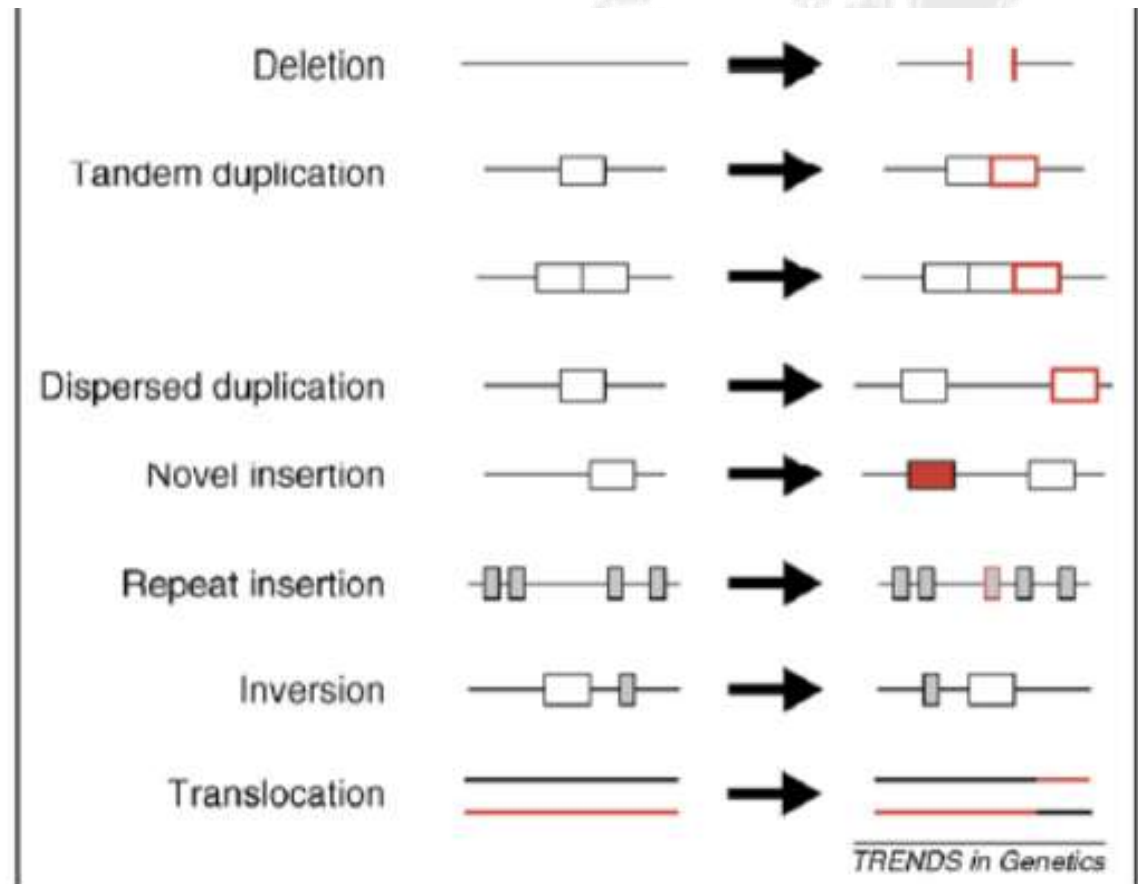 Deletion
Tandem duplication
Dispersed duplication
Novel insertion
Repeat insertion
Inversion
Translocation
TRENDS in Genetics